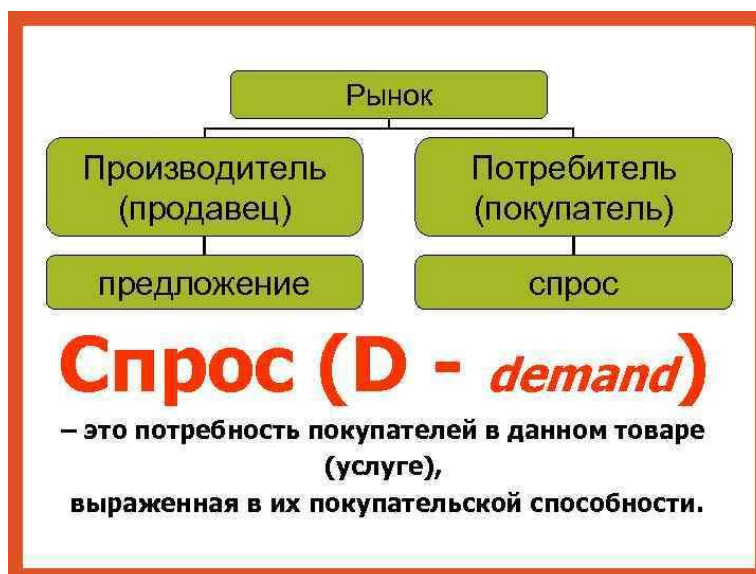 Рынок
Производитель
(продавец)
Потребитель
(покупатель)
предложение
спрос
Спрос (D - demand)
– это потребность покупателей в данном товаре
(услуге),
выраженная в их покупательской способности.